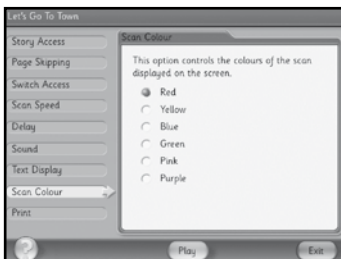 Let's Go To Town
Story Access
Page Skipping
Switch Access
Scan Speed
Delay
Sound
Text Display
Scan Colour
Print
Scan Colour
This option controls the colours of the scan
displayed on the screen.
Red
Yellow
Blue
Green
Pink
Purple
?
Play
Exit